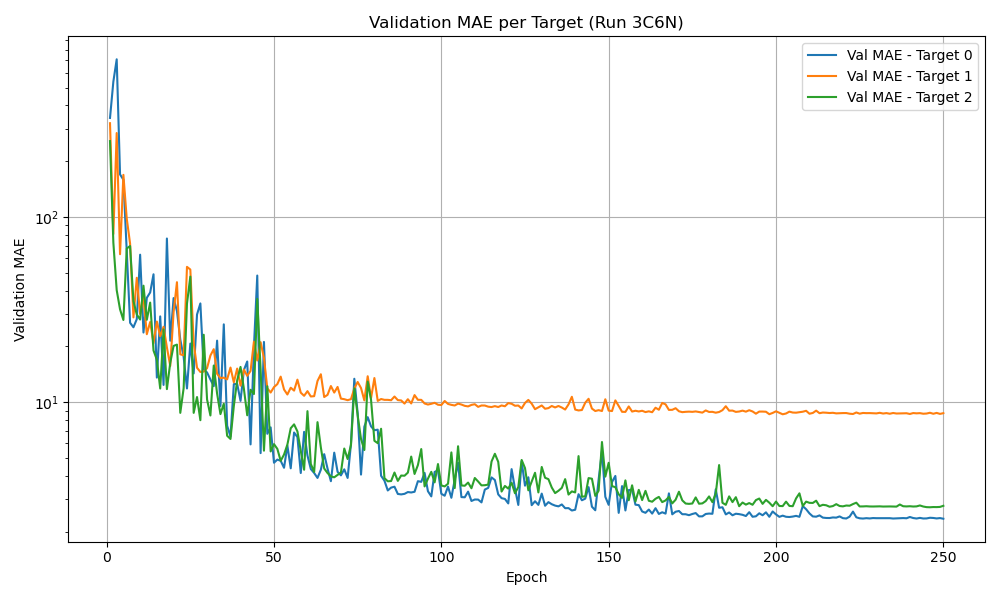 Validation MAE per Target (Run 3C6N)
Val MAE - Target 0
Val MAE - Target 1
Val MAE - Target 2
Validation MAE
10²
10¹
0 50 100 150 200 250
Epoch